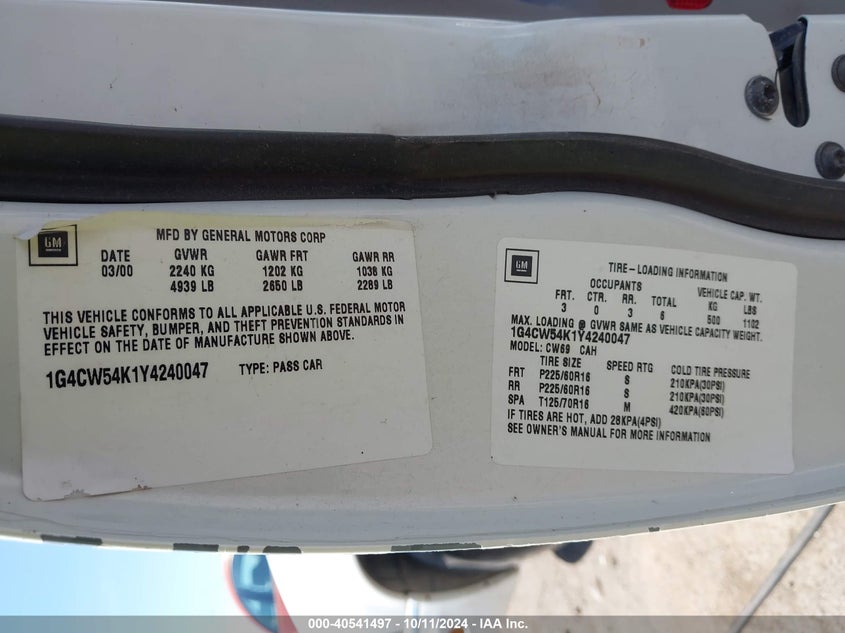 GM
MFD BY GENERAL MOTORS CORP
DATE GVWR GAWR FRT GAWR RR
03/00 2240 KG 1202 KG 1038 KG
4939 LB 2650 LB 2289 LB
THIS VEHICLE CONFORMS TO ALL APPLICABLE U.S. FEDERAL MOTOR
VEHICLE SAFETY, BUMPER, AND THEFT PREVENTION STANDARDS IN
EFFECT ON THE DATE OF MANUFACTURE SHOWN ABOVE.
1G4CW54K1Y4240047 TYPE: PASS CAR
GM
TIRE-LOADING INFORMATION
OCCUPANTS VEHICLE CAP. WT.
FRT. CTR. RR. TOTAL KG LBS
3 0 3 6 500 1102
MAX. LOADING @ GVWR SAME AS VEHICLE CAPACITY WEIGHT.
1G4CW54K1Y4240047
MODEL: CW69 CAH
TIRE SIZE SPEED RTG COLD TIRE PRESSURE
FRT P225/60R16 S 210KPA(30PSI)
RR P225/60R16 S 210KPA(30PSI)
SPA T125/70R16 M 420KPA(60PSI)
IF TIRES ARE HOT, ADD 28KPA(4PSI)
SEE OWNER'S MANUAL FOR MORE INFORMATION
000-40541497 - 10/11/2024 - IAA Inc.